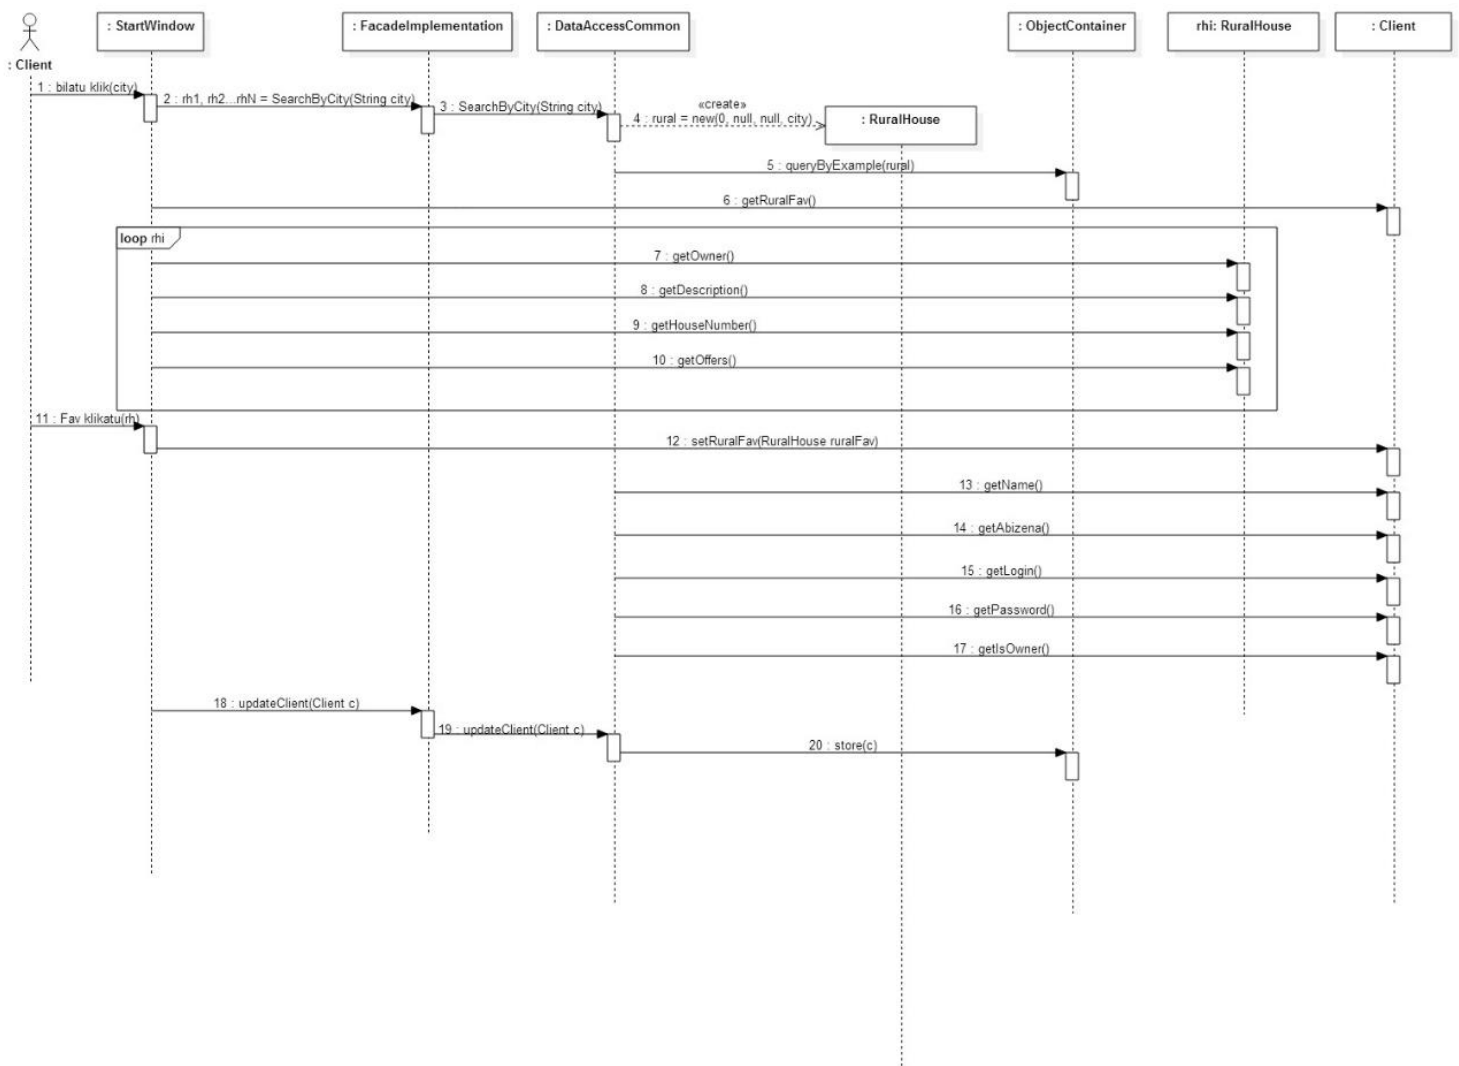 : StartWindow
: FacadeImplementation
: DataAccessCommon
: ObjectContainer
rhi: RuralHouse
: Client
: Client
1 : bilatu klik(city)
2 : rh1, rh2...rhN = SearchByCity(String city)
3 : SearchByCity(String city)
«create»
4 : rural = new(0, null, null, city)
: RuralHouse
5 : queryByExample(rural)
6 : getRuralFav()
loop rhi
7 : getOwner()
8 : getDescription()
9 : getHouseNumber()
10 : getOffers()
11 : Fav klikatu(rh)
12 : setRuralFav(RuralHouse ruralFav)
13 : getName()
14 : getAbizena()
15 : getLogin()
16 : getPassword()
17 : getIsOwner()
18 : updateClient(Client c)
19 : updateClient(Client c)
20 : store(c)